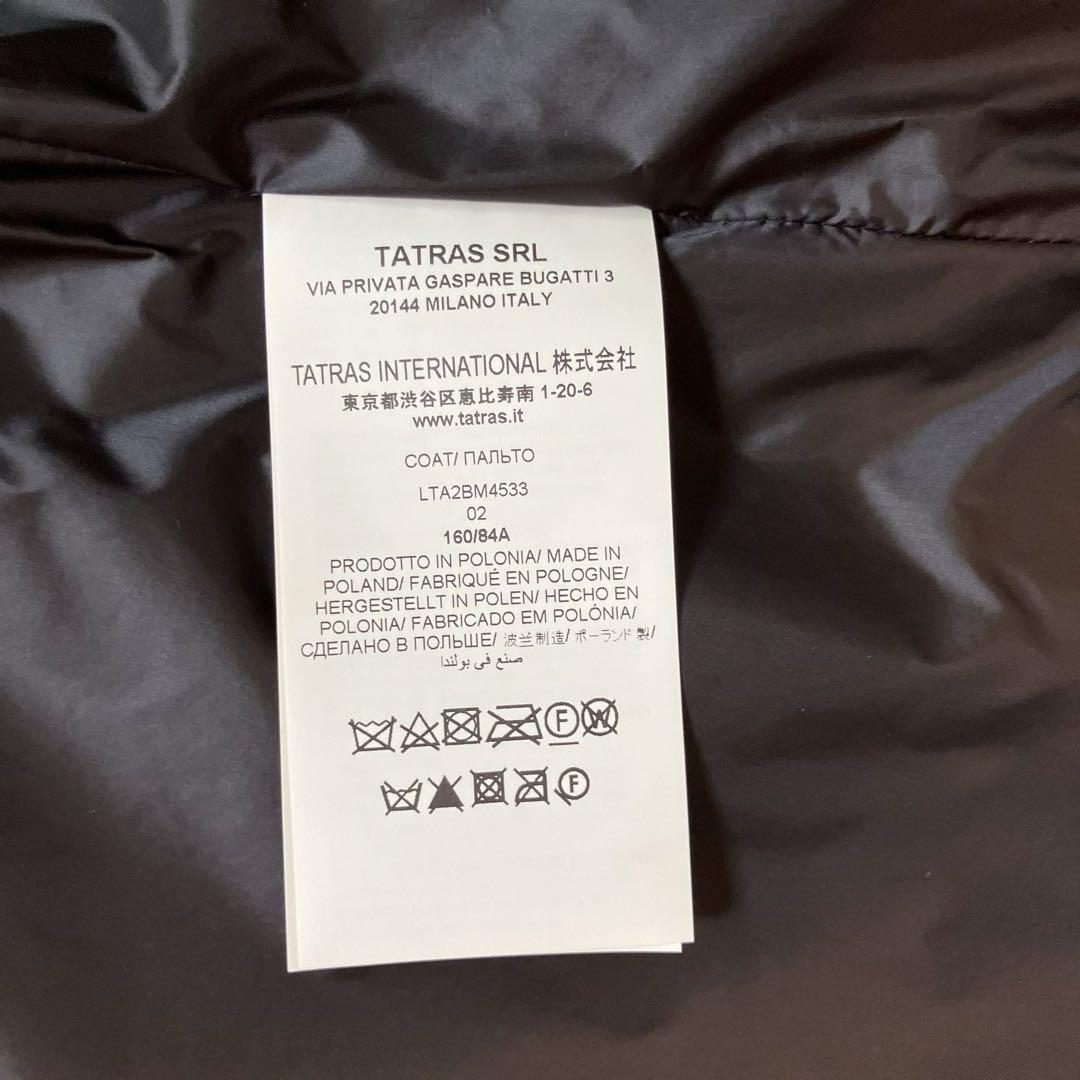 TATRAS SRL
VIA PRIVATA GASPARE BUGATTI 3
20144 MILANO ITALY
TATRAS INTERNATIONAL 株式会社
東京都渋谷区恵比寿南 1-20-6
www.tatras.it
COAT/ ПАЛЬТО
LTA2BM4533
02
160/84A
PRODOTTO IN POLONIA/ MADE IN
POLAND/ FABRIQUÉ EN POLOGNE/
HERGESTELLT IN POLEN/ HECHO EN
POLONIA/ FABRICADO EM POLÓNIA/
СДЕЛАНО В ПОЛЬШЕ/ 波兰制造/ ポーランド製/
صنع في بولندا
F W
F